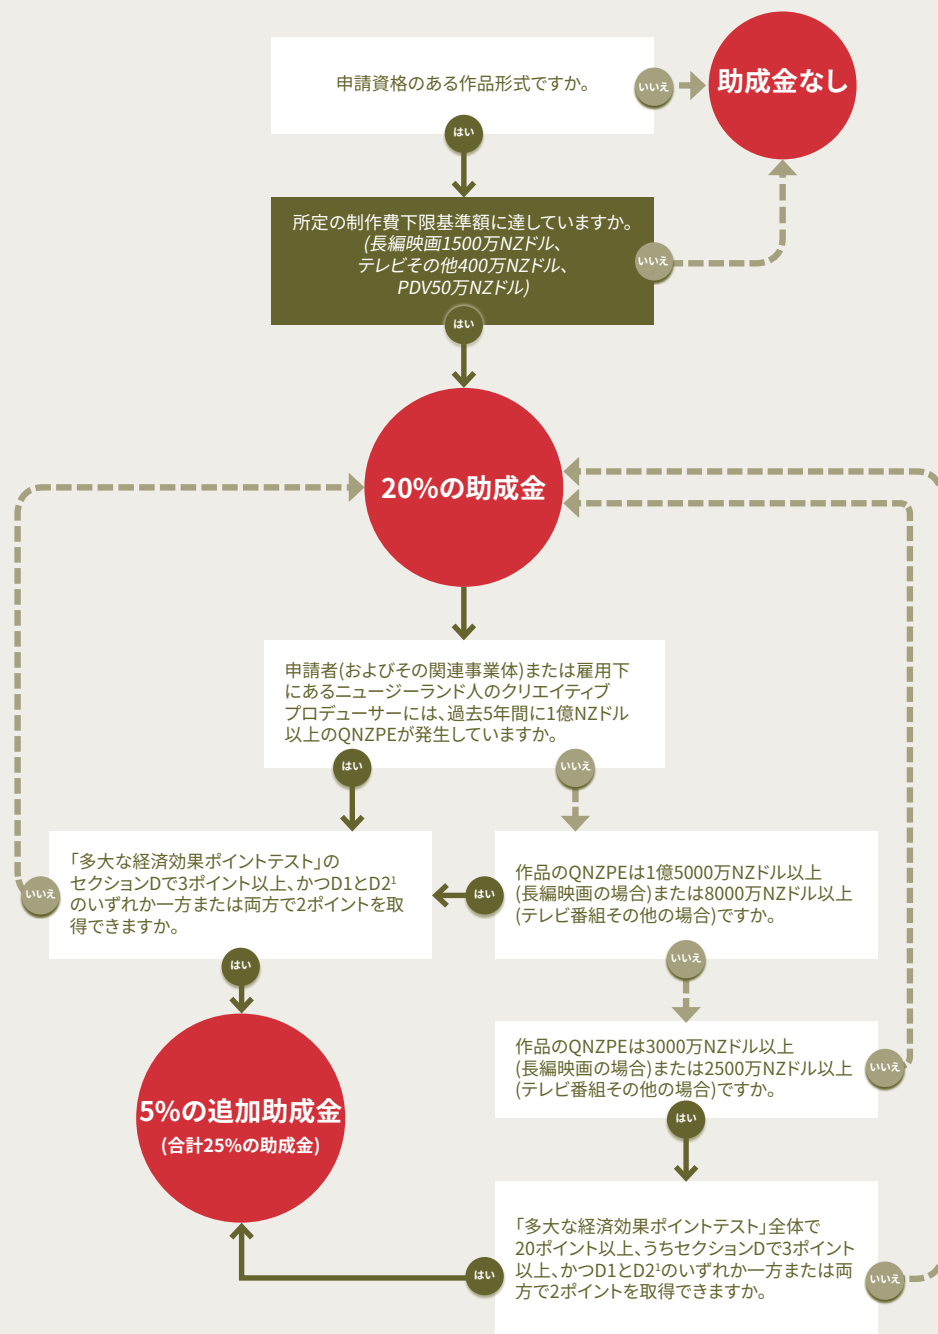 申請資格のある作品形式ですか。
いいえ
助成金なし
はい
所定の制作費下限基準額に達していますか。
(長編映画1500万NZドル、
テレビその他400万NZドル、
PDV50万NZドル)
いいえ
はい
20%の助成金
申請者(およびその関連事業体)または雇用下
にあるニュージーランド人のクリエイティブ
プロデューサーには、過去5年間に1億NZドル
以上のQNZPEが発生していますか。
はい
いいえ
「多大な経済効果ポイントテスト」の
セクションDで3ポイント以上、かつD1とD2¹
のいずれか一方または両方で2ポイントを取
得できますか。
いいえ
はい
作品のQNZPEは1億5000万NZドル以上
(長編映画の場合)または8000万NZドル以上
(テレビ番組その他の場合)ですか。
はい
いいえ
作品のQNZPEは3000万NZドル以上
(長編映画の場合)または2500万NZドル以上
(テレビ番組その他の場合)ですか。
いいえ
はい
5%の追加助成金
(合計25%の助成金)
「多大な経済効果ポイントテスト」全体で
20ポイント以上、うちセクションDで3ポイント
以上、かつD1とD2¹のいずれか一方または両
方で2ポイントを取得できますか。
はい
いいえ